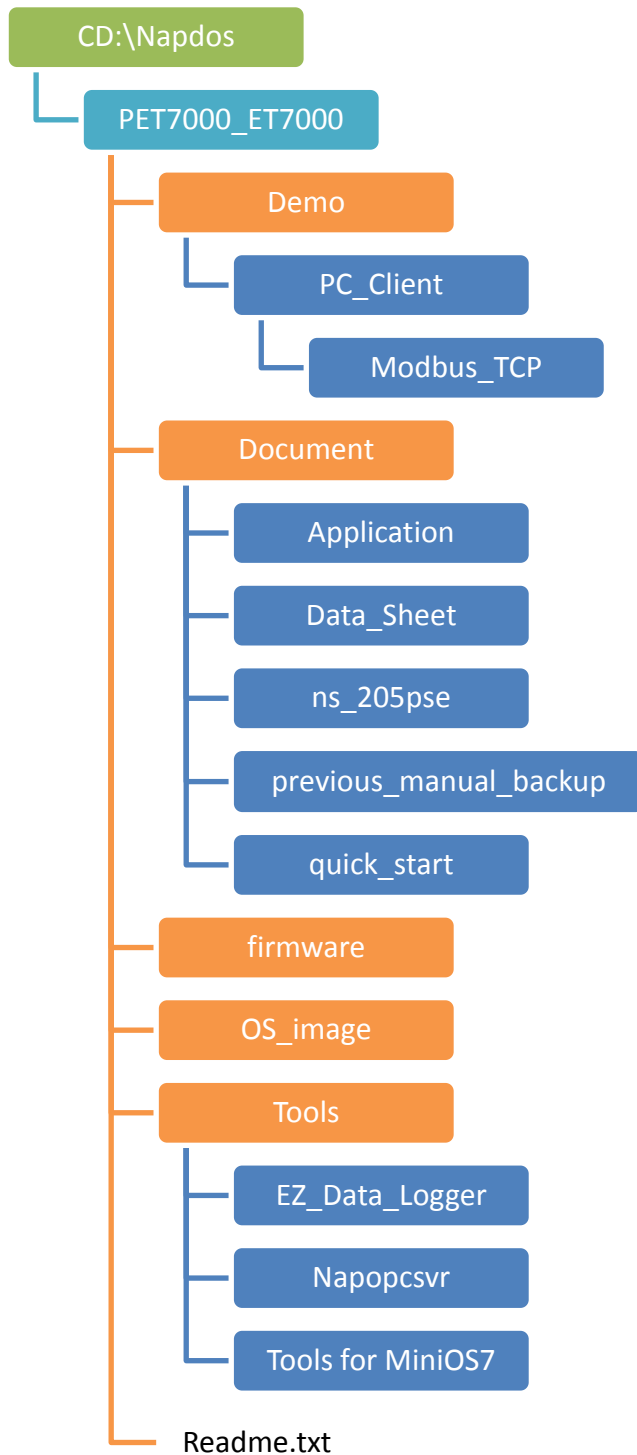 CD:\Napdos
PET7000_ET7000
Demo
PC_Client
Modbus_TCP
Document
Application
Data_Sheet
ns_205pse
previous_manual_backup
quick_start
firmware
OS_image
Tools
EZ_Data_Logger
Napopcsvr
Tools for MiniOS7
Readme.txt